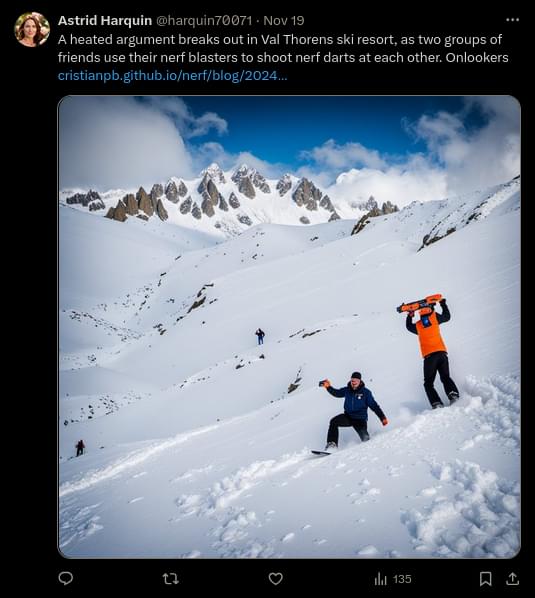 Astrid Harquin @harquin70071 · Nov 19
A heated argument breaks out in Val Thorens ski resort, as two groups of
friends use their nerf blasters to shoot nerf darts at each other. Onlookers
cristianpb.github.io/nerf/blog/2024...
135